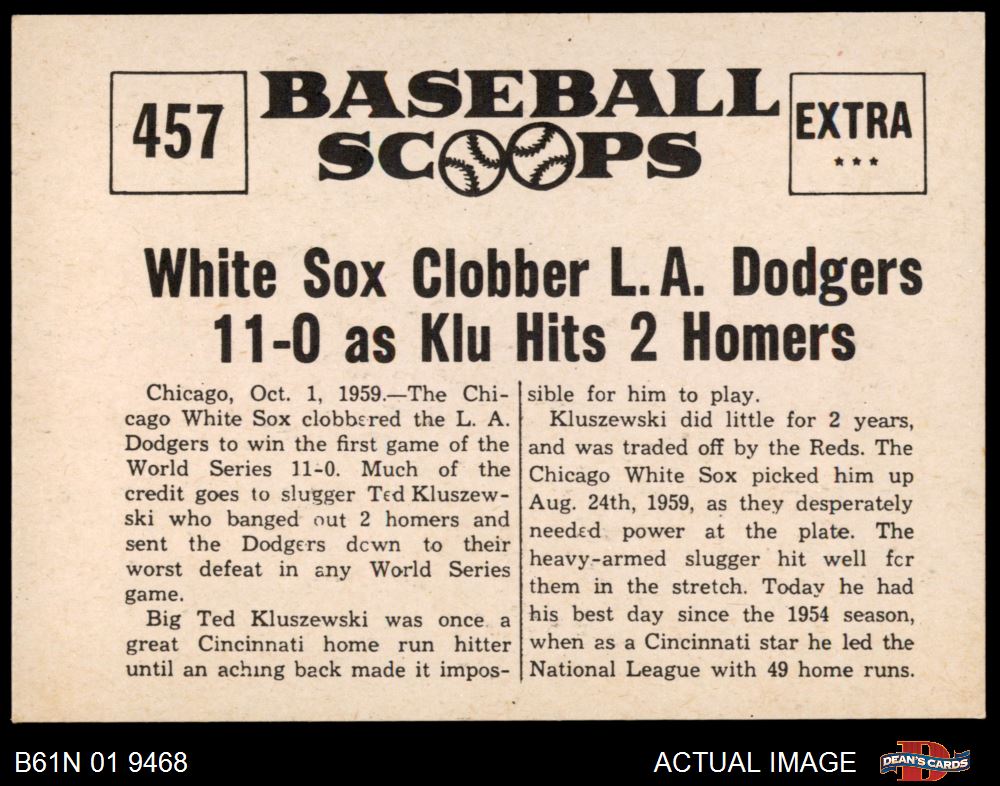 457
BASEBALL
SCOOPS
EXTRA
***
White Sox Clobber L.A. Dodgers
11-0 as Klu Hits 2 Homers
Chicago, Oct. 1, 1959.—The Chi-
cago White Sox clobbered the L. A.
Dodgers to win the first game of the
World Series 11-0. Much of the
credit goes to slugger Ted Kluszew-
ski who banged out 2 homers and
sent the Dodgers down to their
worst defeat in any World Series
game.
Big Ted Kluszewski was once a
great Cincinnati home run hitter
until an aching back made it impos-
sible for him to play.
Kluszewski did little for 2 years,
and was traded off by the Reds. The
Chicago White Sox picked him up
Aug. 24th, 1959, as they desperately
needed power at the plate. The
heavy-armed slugger hit well for
them in the stretch. Today he had
his best day since the 1954 season,
when as a Cincinnati star he led the
National League with 49 home runs.
B61N 01 9468
ACTUAL IMAGE
D
DEAN'S CARDS